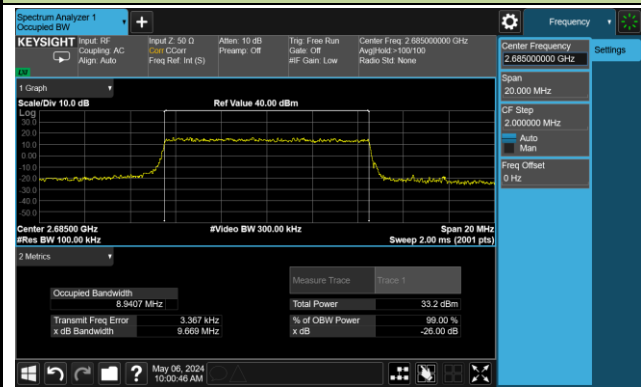 Spectrum Analyzer 1
Occupied BW
Frequency
KEYSIGHT
Input: RF
Coupling: AC
Align: Auto
Input Z: 50 Ω
Corr CCorr
Freq Ref: Int (S)
Atten: 10 dB
Preamp: Off
Trig: Free Run
Gate: Off
#IF Gain: Low
Center Freq: 2.685000000 GHz
Avg|Hold:>100/100
Radio Std: None
Center Frequency
2.685000000 GHz
Settings
Span
20.000 MHz
CF Step
2.000000 MHz
Auto
Man
Freq Offset
0 Hz
1 Graph
Scale/Div 10.0 dB
Ref Value 40.00 dBm
Log
30.0
20.0
10.0
0.00
-10.0
-20.0
-30.0
-40.0
-50.0
Center 2.68500 GHz
#Video BW 300.00 kHz
Span 20 MHz
#Res BW 100.00 kHz
Sweep 2.00 ms (2001 pts)
2 Metrics
Measure Trace
Trace 1
Occupied Bandwidth
8.9407 MHz
Total Power
33.2 dBm
Transmit Freq Error
3.367 kHz
% of OBW Power
99.00 %
x dB Bandwidth
9.669 MHz
x dB
-26.00 dB
?
May 06, 2024
10:00:46 AM